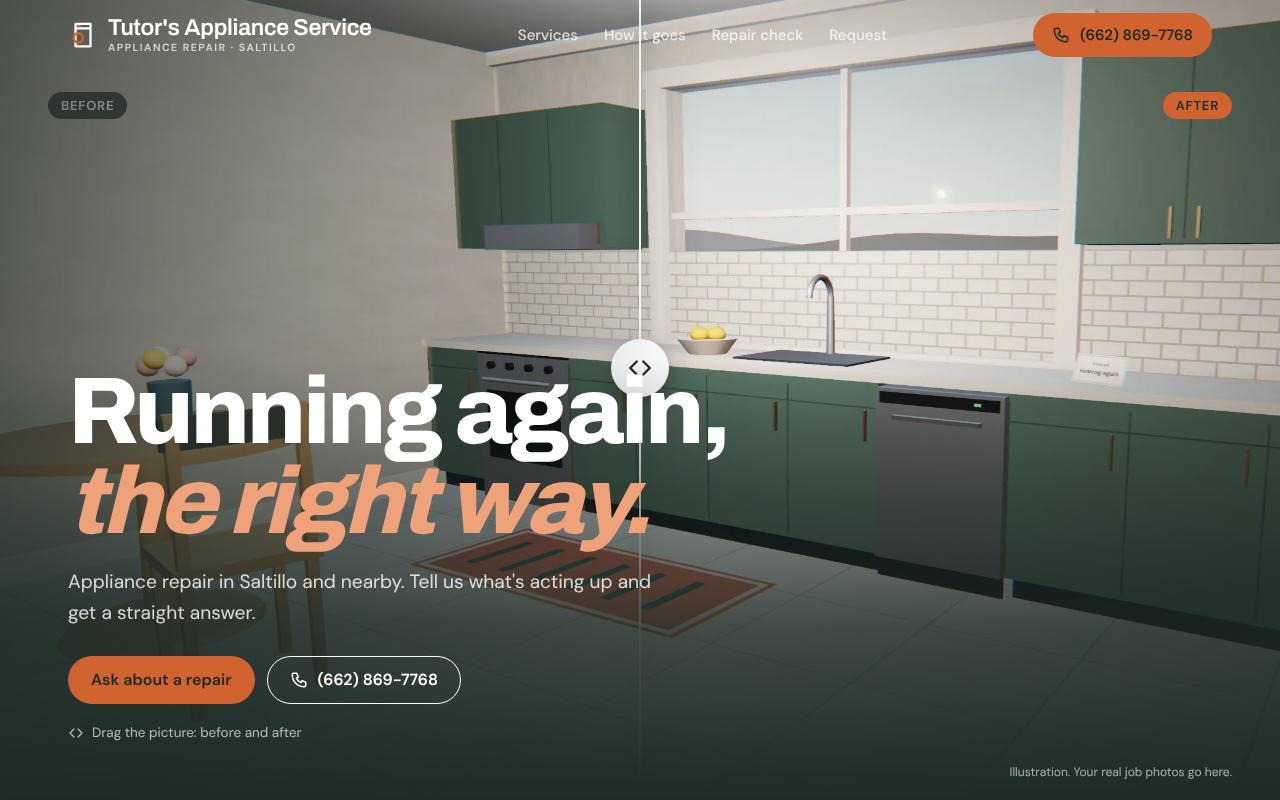 Tutor's Appliance Service
APPLIANCE REPAIR · SALTILLO
Services
How it goes
Repair check
Request
(662) 869-7768
BEFORE
AFTER
running again
Running again,
the right way.
Appliance repair in Saltillo and nearby. Tell us what's acting up and
get a straight answer.
Ask about a repair
(662) 869-7768
Drag the picture: before and after
Illustration. Your real job photos go here.